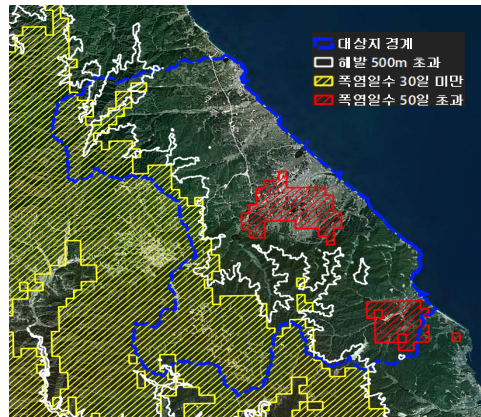 대상지 경계
해발 500m 초과
폭염일수 30일 미만
폭염일수 50일 초과